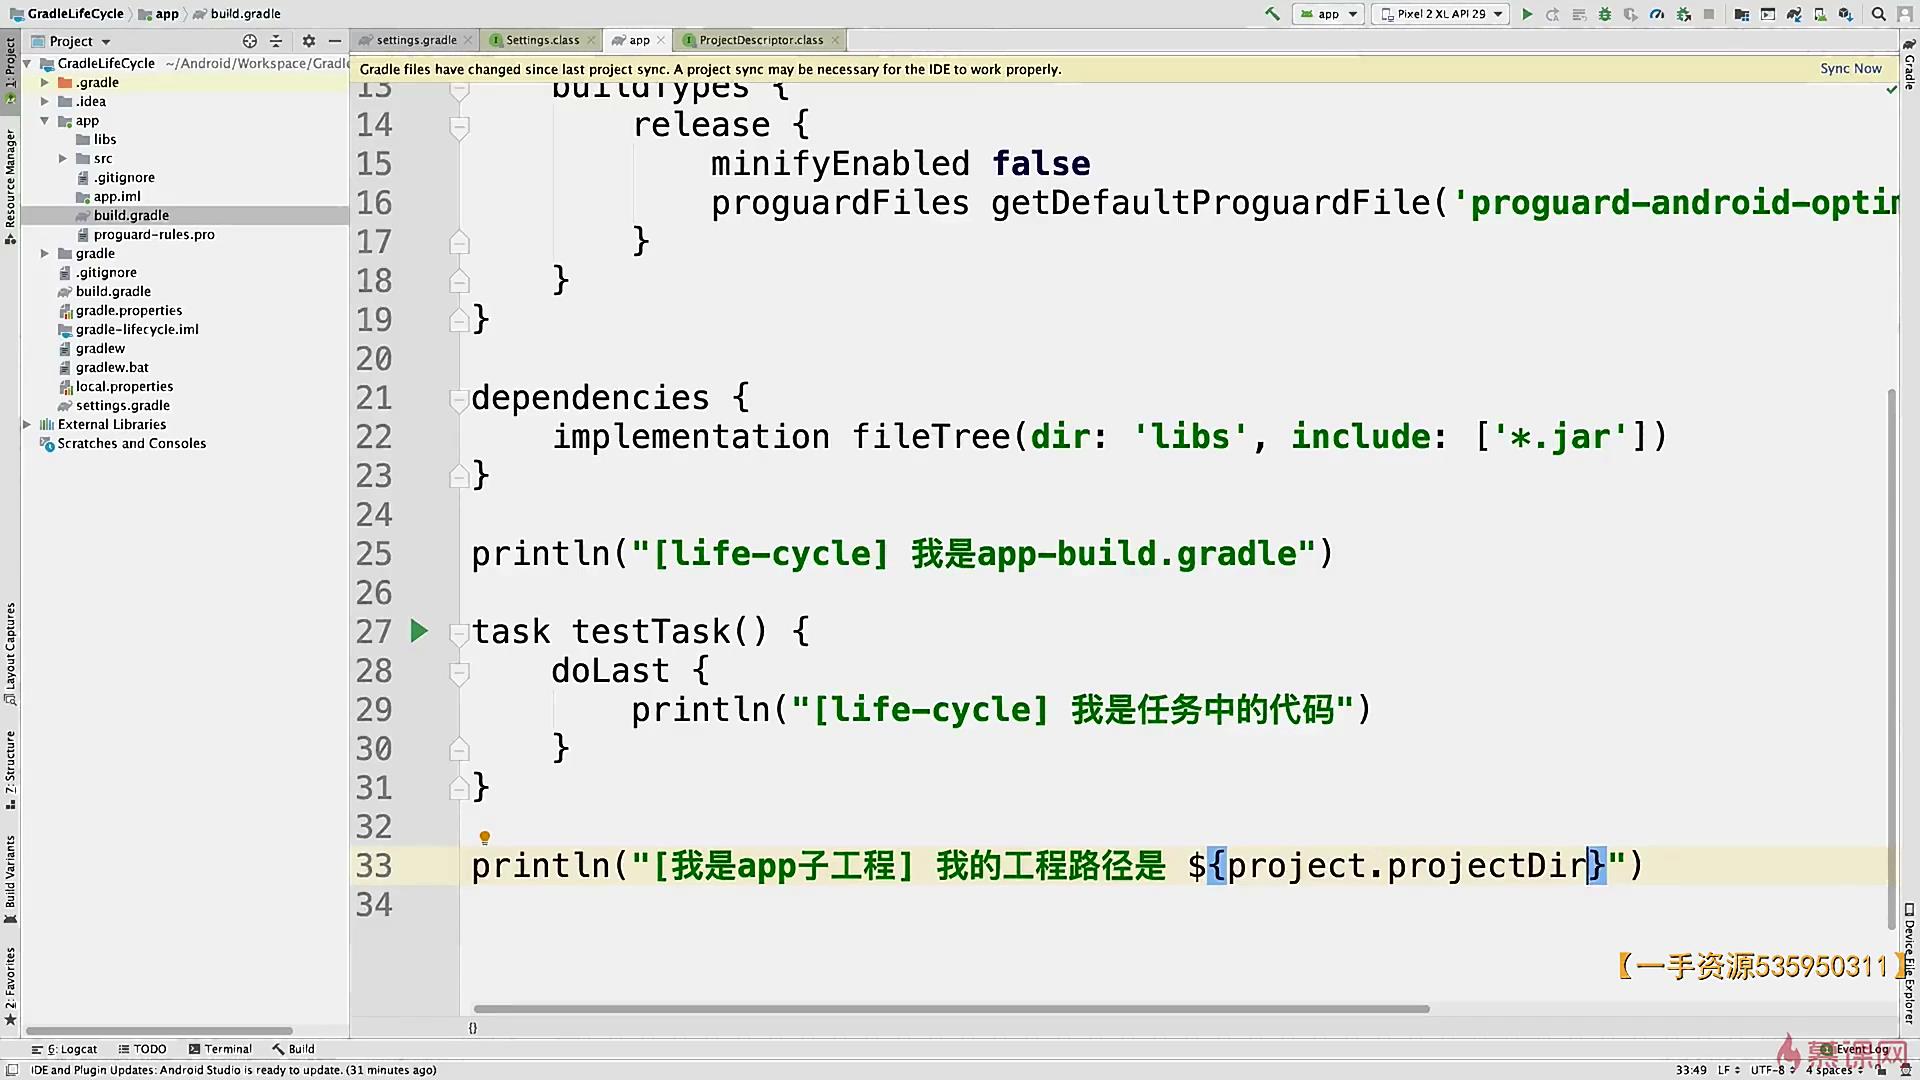 GradleLifeCycle app build.gradle
app Pixel 2 XL API 29
Project
settings.gradle Settings.class app ProjectDescriptor.class
GradleLifeCycle ~/Android/Workspace/Gradle
Gradle files have changed since last project sync. A project sync may be necessary for the IDE to work properly. Sync Now
.gradle
.idea
app
libs
src
.gitignore
app.iml
build.gradle
proguard-rules.pro
gradle
.gitignore
build.gradle
gradle.properties
gradle-lifecycle.iml
gradlew
gradlew.bat
local.properties
settings.gradle
External Libraries
Scratches and Consoles
1: Project
Resource Manager
Layout Captures
Z: Structure
Build Variants
2: Favorites
13 buildTypes {
14 release {
15 minifyEnabled false
16 proguardFiles getDefaultProguardFile('proguard-android-optim
17 }
18 }
19 }
20
21 dependencies {
22 implementation fileTree(dir: 'libs', include: ['*.jar'])
23 }
24
25 println("[life-cycle] 我是app-build.gradle")
26
27 task testTask() {
28 doLast {
29 println("[life-cycle] 我是任务中的代码")
30 }
31 }
32
33 println("[我是app子工程] 我的工程路径是 ${project.projectDir}")
34
{}
Gradle
Device File Explorer
【一手资源535950311】
6: Logcat TODO Terminal Build Event Log
慕课网
IDE and Plugin Updates: Android Studio is ready to update. (31 minutes ago) 33:49 LF UTF-8 4 spaces